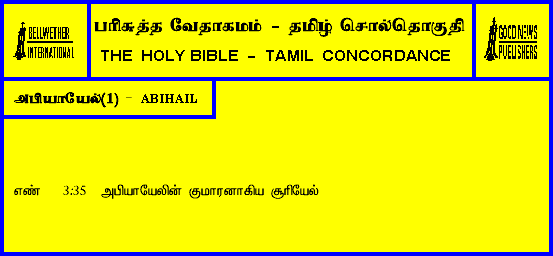 BELLWETHER
INTERNATIONAL
பரிசுத்த வேதாகமம் - தமிழ் சொல்தொகுதி
THE HOLY BIBLE - TAMIL CONCORDANCE
GOOD NEWS
PUBLISHERS
அபியாயேல்(1) - ABIHAIL
எண் 3:35 அபியாயேலின் குமாரனாகிய சூரியேல்